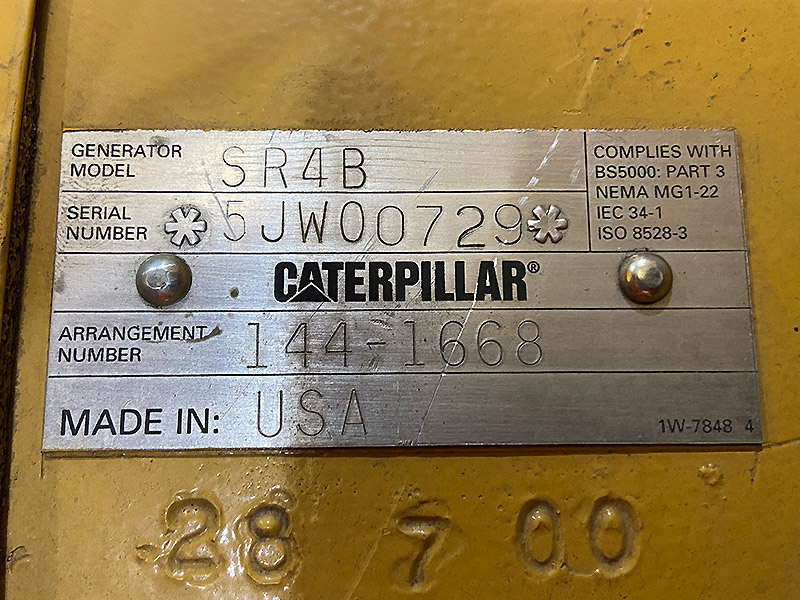 GENERATOR
MODEL
SR4B
COMPLIES WITH
BS5000: PART 3
NEMA MG1-22
IEC 34-1
ISO 8528-3
SERIAL
NUMBER
5JW00729
CATERPILLAR®
ARRANGEMENT
NUMBER
144-1668
MADE IN: USA
1W-7848 4
28 7 00